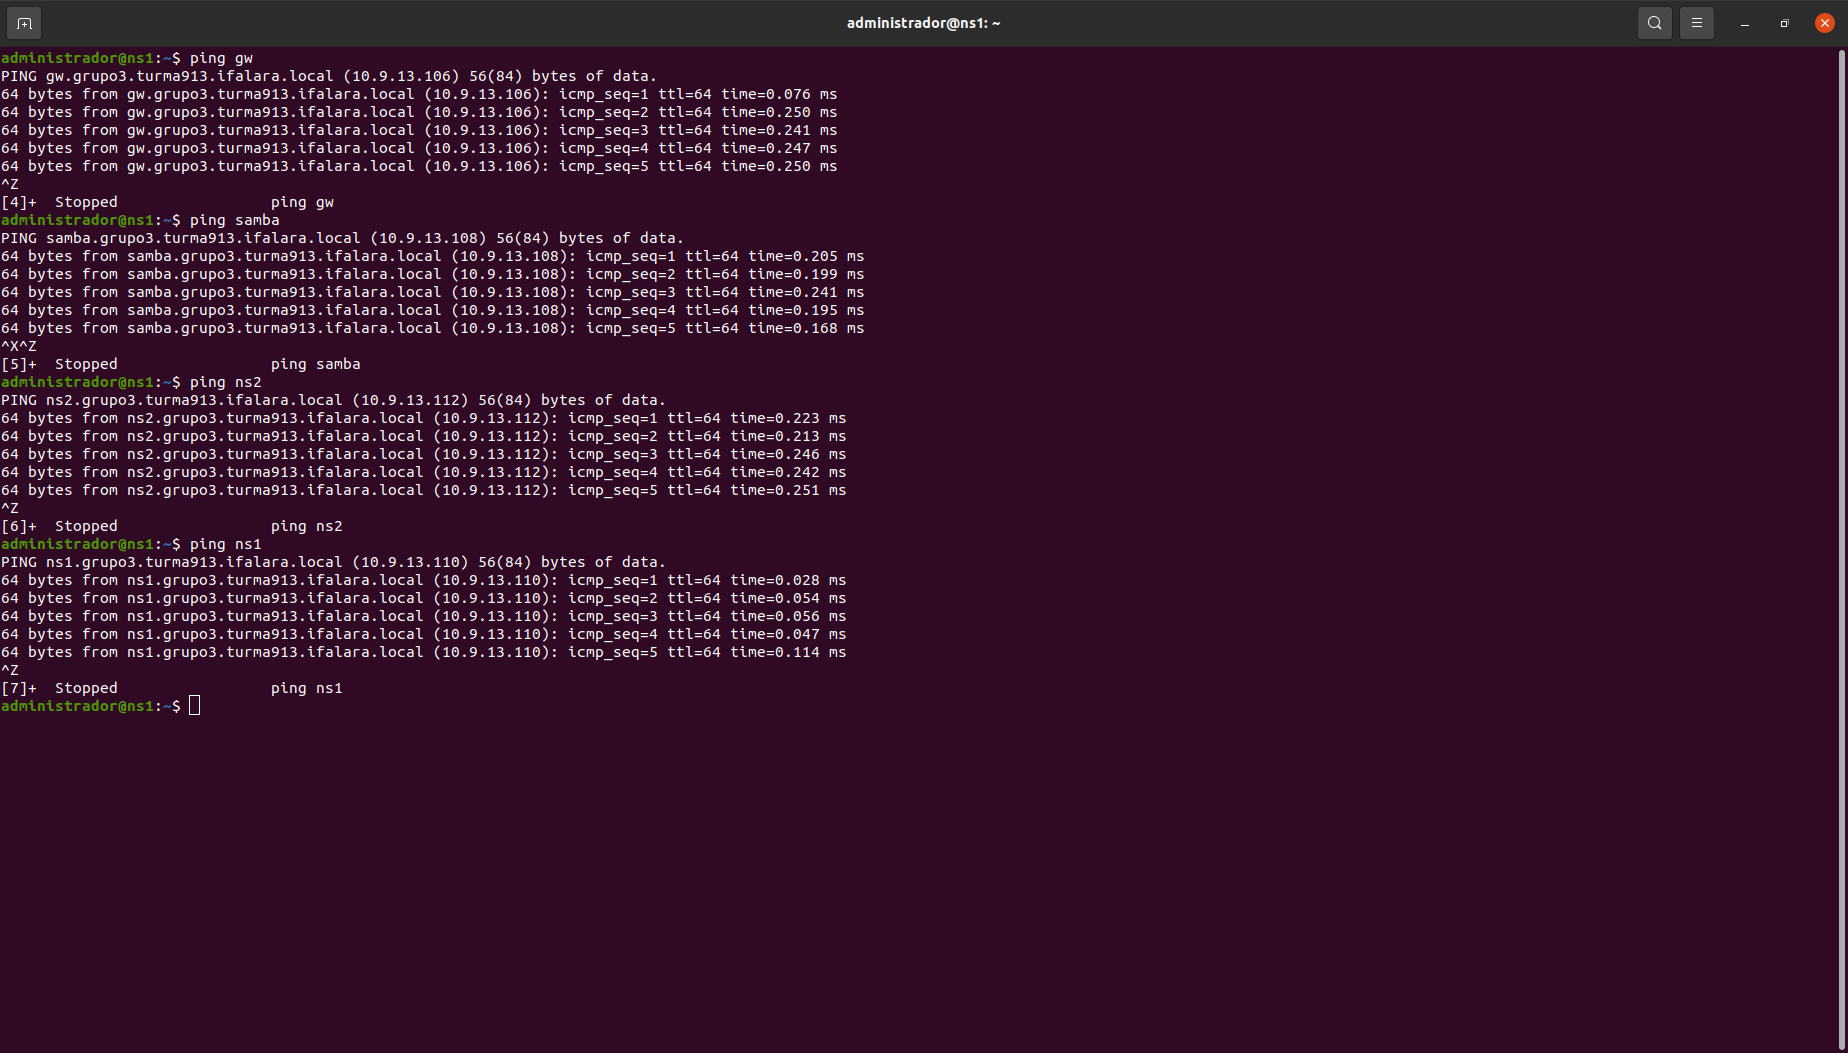 administrador@ns1: ~
administrador@ns1:~$ ping gw
PING gw.grupo3.turma913.ifalara.local (10.9.13.106) 56(84) bytes of data.
64 bytes from gw.grupo3.turma913.ifalara.local (10.9.13.106): icmp_seq=1 ttl=64 time=0.076 ms
64 bytes from gw.grupo3.turma913.ifalara.local (10.9.13.106): icmp_seq=2 ttl=64 time=0.250 ms
64 bytes from gw.grupo3.turma913.ifalara.local (10.9.13.106): icmp_seq=3 ttl=64 time=0.241 ms
64 bytes from gw.grupo3.turma913.ifalara.local (10.9.13.106): icmp_seq=4 ttl=64 time=0.247 ms
64 bytes from gw.grupo3.turma913.ifalara.local (10.9.13.106): icmp_seq=5 ttl=64 time=0.250 ms
^Z
[4]+  Stopped                 ping gw
administrador@ns1:~$ ping samba
PING samba.grupo3.turma913.ifalara.local (10.9.13.108) 56(84) bytes of data.
64 bytes from samba.grupo3.turma913.ifalara.local (10.9.13.108): icmp_seq=1 ttl=64 time=0.205 ms
64 bytes from samba.grupo3.turma913.ifalara.local (10.9.13.108): icmp_seq=2 ttl=64 time=0.199 ms
64 bytes from samba.grupo3.turma913.ifalara.local (10.9.13.108): icmp_seq=3 ttl=64 time=0.241 ms
64 bytes from samba.grupo3.turma913.ifalara.local (10.9.13.108): icmp_seq=4 ttl=64 time=0.195 ms
64 bytes from samba.grupo3.turma913.ifalara.local (10.9.13.108): icmp_seq=5 ttl=64 time=0.168 ms
^X^Z
[5]+  Stopped                 ping samba
administrador@ns1:~$ ping ns2
PING ns2.grupo3.turma913.ifalara.local (10.9.13.112) 56(84) bytes of data.
64 bytes from ns2.grupo3.turma913.ifalara.local (10.9.13.112): icmp_seq=1 ttl=64 time=0.223 ms
64 bytes from ns2.grupo3.turma913.ifalara.local (10.9.13.112): icmp_seq=2 ttl=64 time=0.213 ms
64 bytes from ns2.grupo3.turma913.ifalara.local (10.9.13.112): icmp_seq=3 ttl=64 time=0.246 ms
64 bytes from ns2.grupo3.turma913.ifalara.local (10.9.13.112): icmp_seq=4 ttl=64 time=0.242 ms
64 bytes from ns2.grupo3.turma913.ifalara.local (10.9.13.112): icmp_seq=5 ttl=64 time=0.251 ms
^Z
[6]+  Stopped                 ping ns2
administrador@ns1:~$ ping ns1
PING ns1.grupo3.turma913.ifalara.local (10.9.13.110) 56(84) bytes of data.
64 bytes from ns1.grupo3.turma913.ifalara.local (10.9.13.110): icmp_seq=1 ttl=64 time=0.028 ms
64 bytes from ns1.grupo3.turma913.ifalara.local (10.9.13.110): icmp_seq=2 ttl=64 time=0.054 ms
64 bytes from ns1.grupo3.turma913.ifalara.local (10.9.13.110): icmp_seq=3 ttl=64 time=0.056 ms
64 bytes from ns1.grupo3.turma913.ifalara.local (10.9.13.110): icmp_seq=4 ttl=64 time=0.047 ms
64 bytes from ns1.grupo3.turma913.ifalara.local (10.9.13.110): icmp_seq=5 ttl=64 time=0.114 ms
^Z
[7]+  Stopped                 ping ns1
administrador@ns1:~$